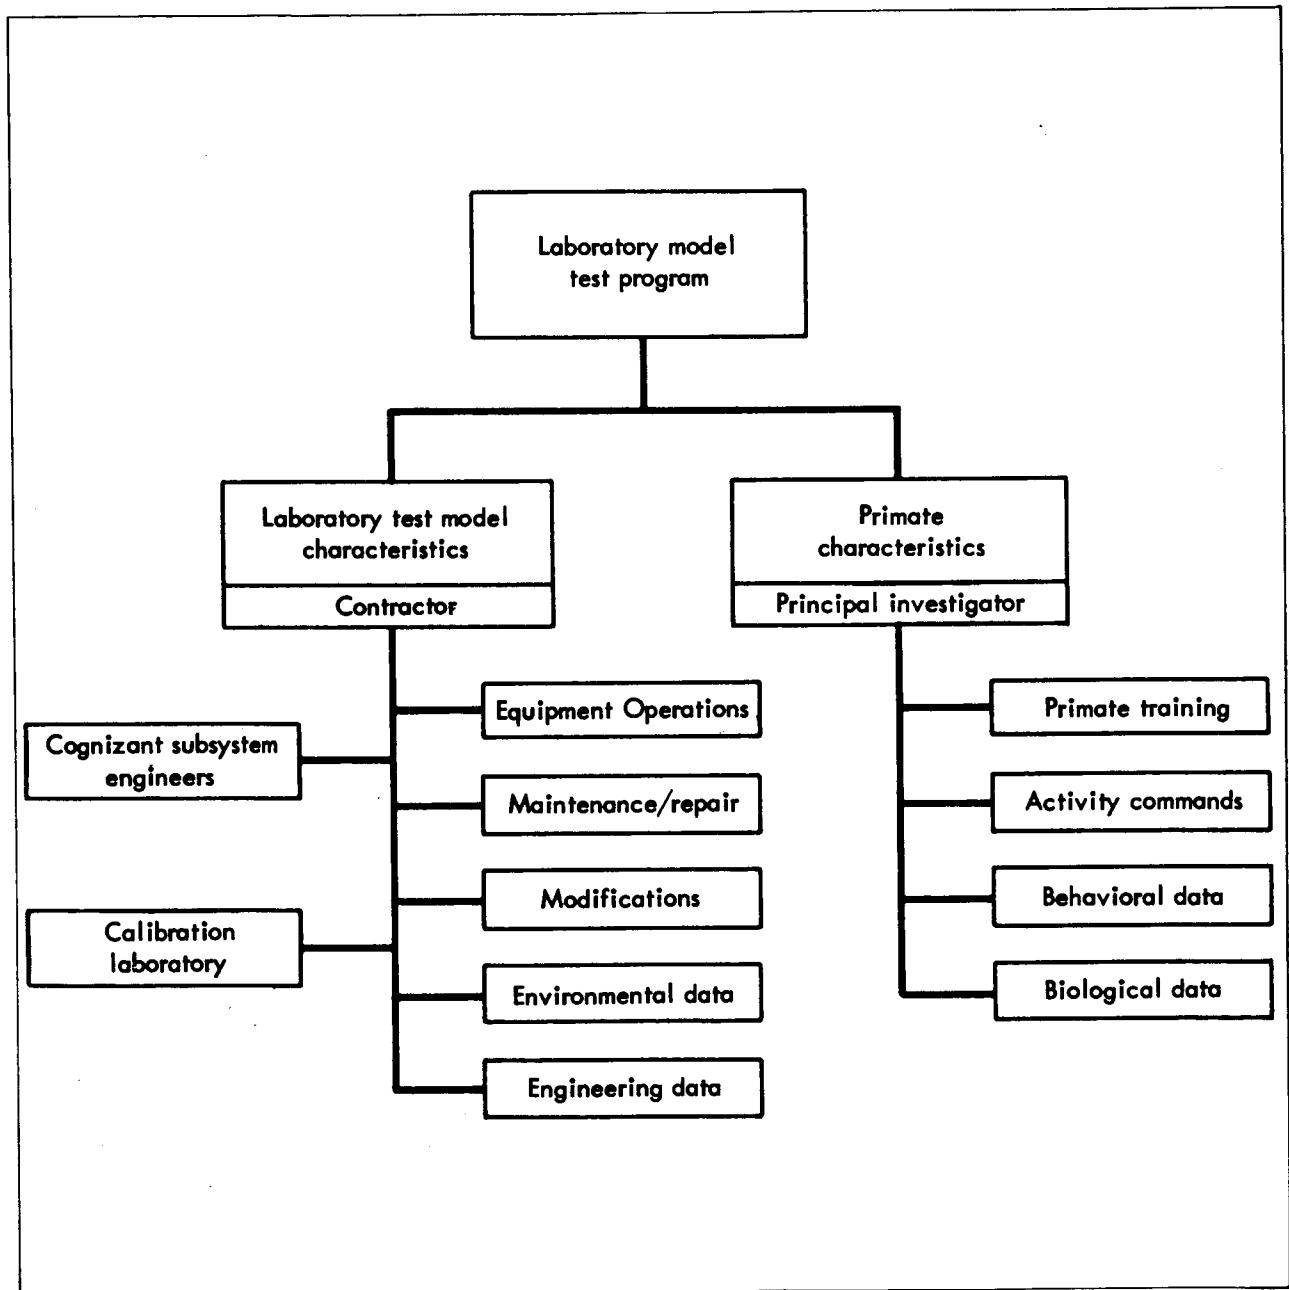 Laboratory model
test program
Laboratory test model
characteristics
Contractor
Primate
characteristics
Principal investigator
Cognizant subsystem
engineers
Calibration
laboratory
Equipment Operations
Maintenance/repair
Modifications
Environmental data
Engineering data
Primate training
Activity commands
Behavioral data
Biological data